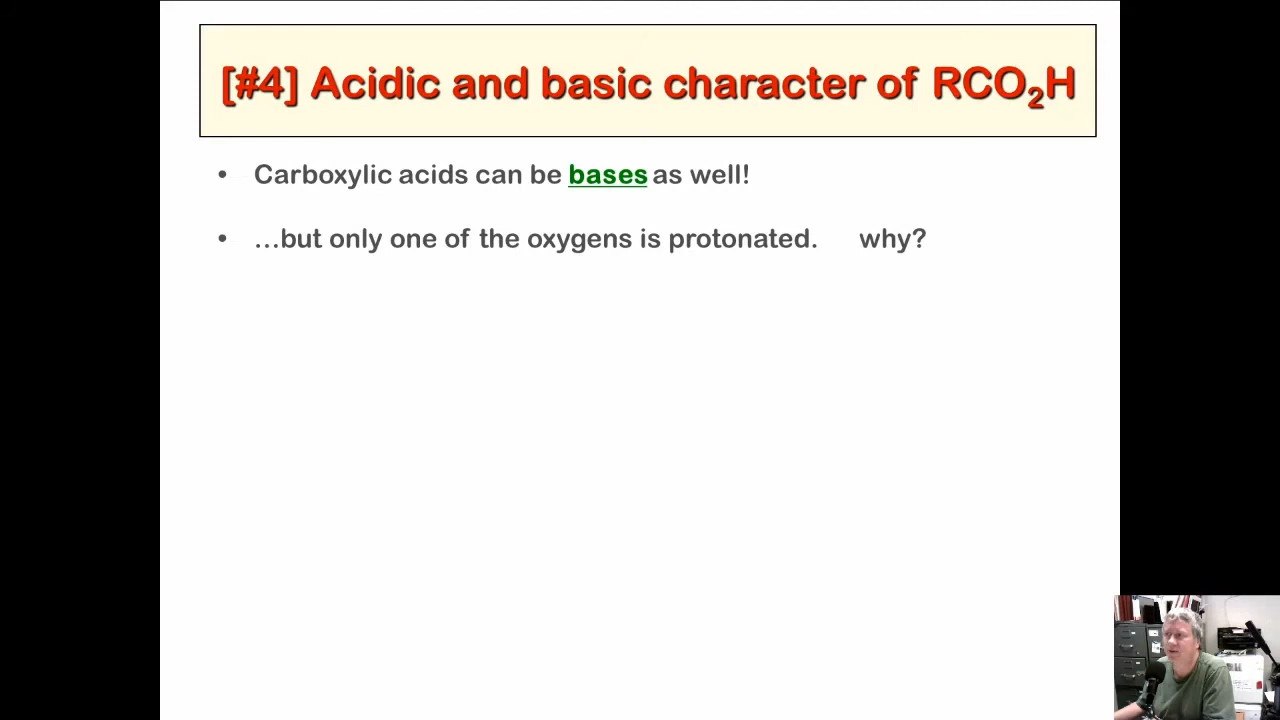 [#4] Acidic and basic character of RCO₂H
• Carboxylic acids can be bases as well!
• …but only one of the oxygens is protonated. why?